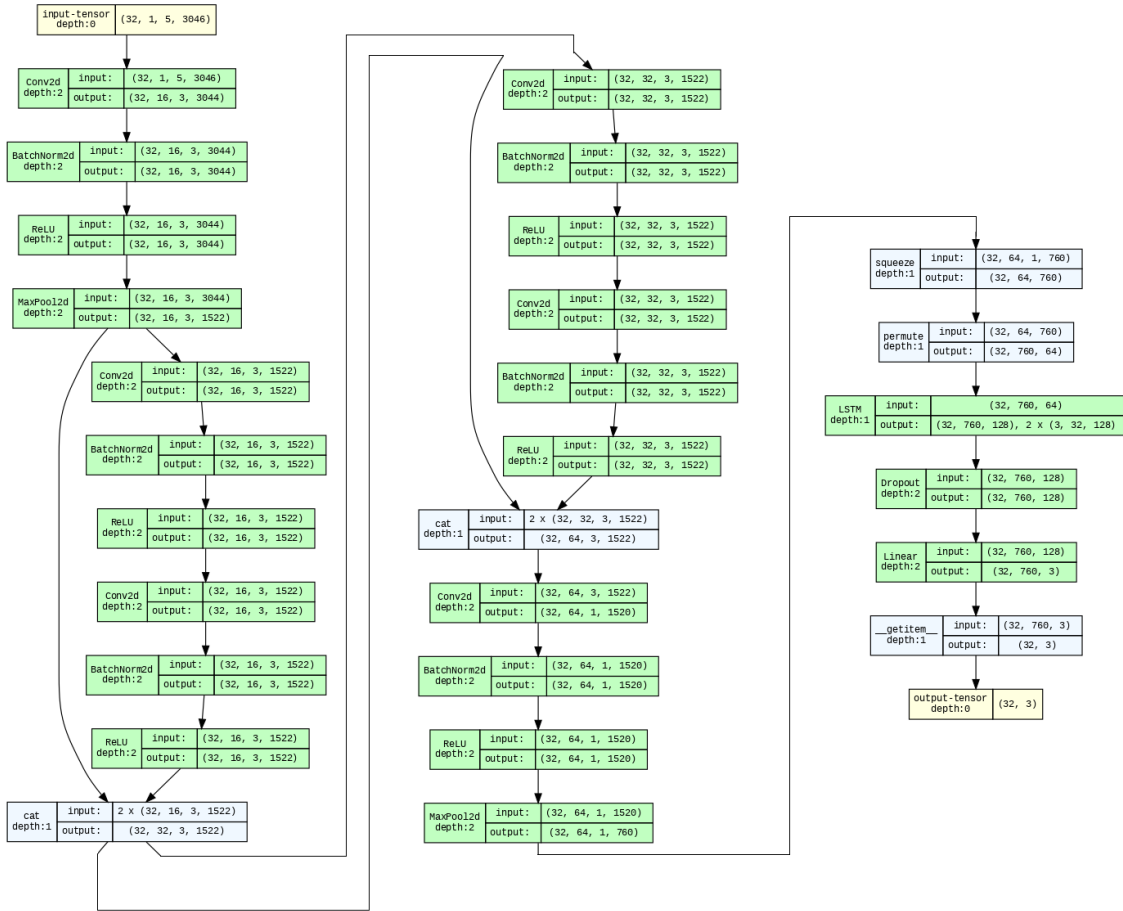 input-tensor
depth:0
(32, 1, 5, 3046)
Conv2d
depth:2
input: (32, 1, 5, 3046)
output: (32, 16, 3, 3044)
BatchNorm2d
depth:2
input: (32, 16, 3, 3044)
output: (32, 16, 3, 3044)
ReLU
depth:2
input: (32, 16, 3, 3044)
output: (32, 16, 3, 3044)
MaxPool2d
depth:2
input: (32, 16, 3, 3044)
output: (32, 16, 3, 1522)
Conv2d
depth:2
input: (32, 16, 3, 1522)
output: (32, 16, 3, 1522)
BatchNorm2d
depth:2
input: (32, 16, 3, 1522)
output: (32, 16, 3, 1522)
ReLU
depth:2
input: (32, 16, 3, 1522)
output: (32, 16, 3, 1522)
Conv2d
depth:2
input: (32, 16, 3, 1522)
output: (32, 16, 3, 1522)
BatchNorm2d
depth:2
input: (32, 16, 3, 1522)
output: (32, 16, 3, 1522)
ReLU
depth:2
input: (32, 16, 3, 1522)
output: (32, 16, 3, 1522)
cat
depth:1
input: 2 x (32, 16, 3, 1522)
output: (32, 32, 3, 1522)
Conv2d
depth:2
input: (32, 32, 3, 1522)
output: (32, 32, 3, 1522)
BatchNorm2d
depth:2
input: (32, 32, 3, 1522)
output: (32, 32, 3, 1522)
ReLU
depth:2
input: (32, 32, 3, 1522)
output: (32, 32, 3, 1522)
Conv2d
depth:2
input: (32, 32, 3, 1522)
output: (32, 32, 3, 1522)
BatchNorm2d
depth:2
input: (32, 32, 3, 1522)
output: (32, 32, 3, 1522)
ReLU
depth:2
input: (32, 32, 3, 1522)
output: (32, 32, 3, 1522)
cat
depth:1
input: 2 x (32, 32, 3, 1522)
output: (32, 64, 3, 1522)
Conv2d
depth:2
input: (32, 64, 3, 1522)
output: (32, 64, 1, 1520)
BatchNorm2d
depth:2
input: (32, 64, 1, 1520)
output: (32, 64, 1, 1520)
ReLU
depth:2
input: (32, 64, 1, 1520)
output: (32, 64, 1, 1520)
MaxPool2d
depth:2
input: (32, 64, 1, 1520)
output: (32, 64, 1, 760)
squeeze
depth:1
input: (32, 64, 1, 760)
output: (32, 64, 760)
permute
depth:1
input: (32, 64, 760)
output: (32, 760, 64)
LSTM
depth:1
input: (32, 760, 64)
output: (32, 760, 128), 2 x (3, 32, 128)
Dropout
depth:2
input: (32, 760, 128)
output: (32, 760, 128)
Linear
depth:2
input: (32, 760, 128)
output: (32, 760, 3)
__getitem__
depth:1
input: (32, 760, 3)
output: (32, 3)
output-tensor
depth:0
(32, 3)